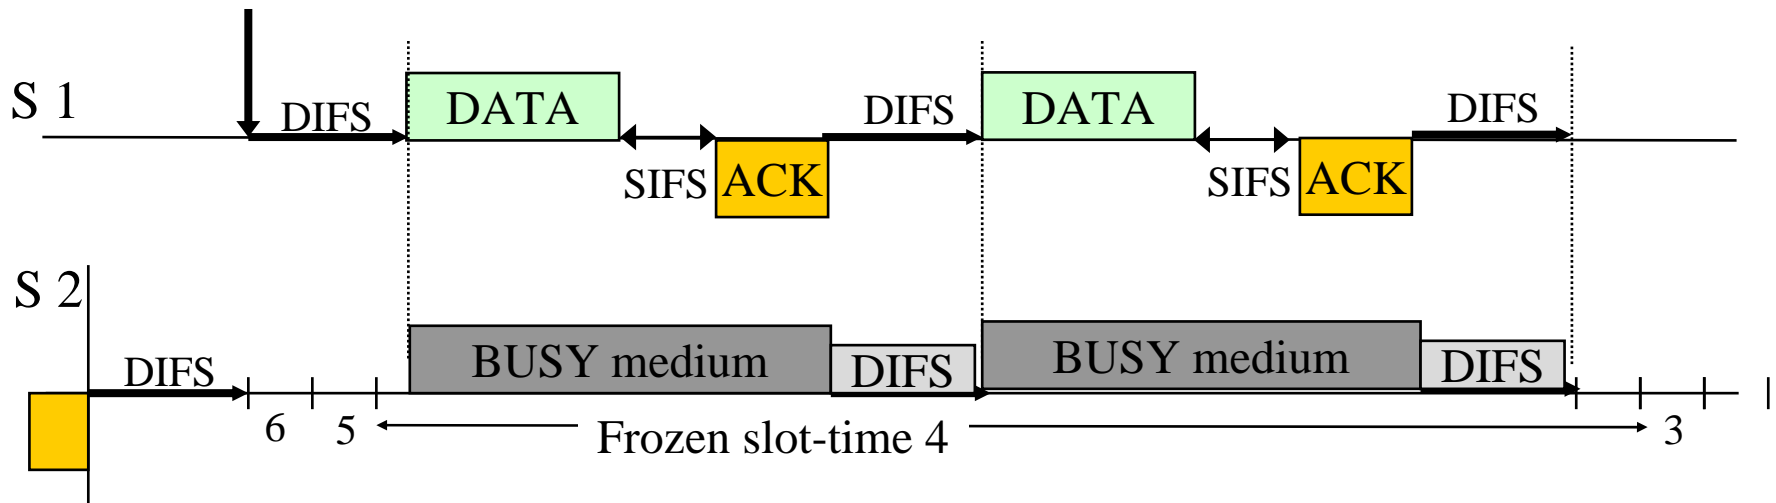 S 1
DIFS
DATA
SIFS
ACK
DIFS
DATA
SIFS
ACK
DIFS
S 2
DIFS
6
5
BUSY medium
DIFS
BUSY medium
DIFS
Frozen slot-time 4
3